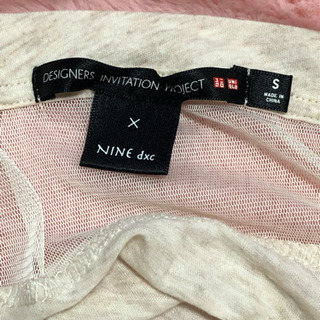 DESIGNERS INVITATION PROJECT
S
MADE IN
CHINA
×
NINE dxc